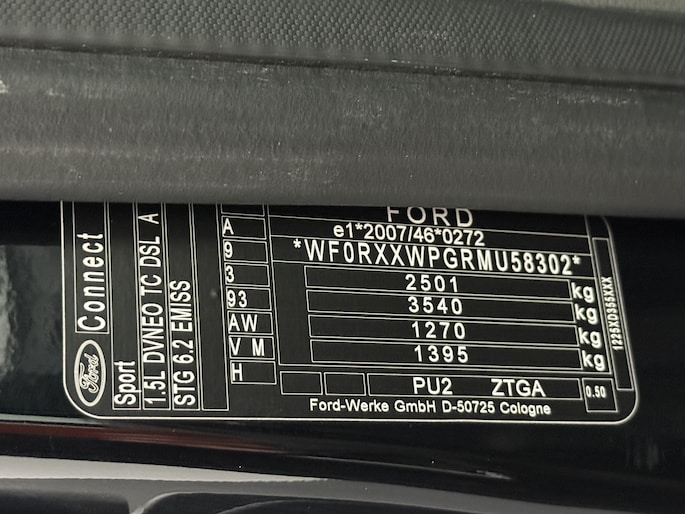 FORD
e1*2007/46*0272
*WF0RXXWPGRMU58302*
2501 kg
3540 kg
1270 kg
1395 kg
PU2 ZTGA
0.50
Ford-Werke GmbH D-50725 Cologne
1225XD355XXX
Ford
Connect
Sport
1.5L DVNEO TC DSL A
STG 6.2 EMISS
A
9
3
93
AW
V M
H